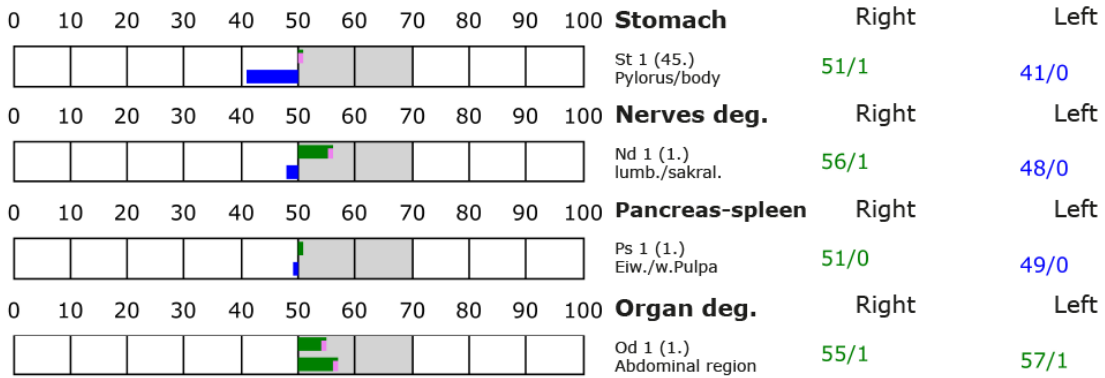 0 10 20 30 40 50 60 70 80 90 100 Stomach Right Left
St 1 (45.)
Pylorus/body
51/1 41/0
0 10 20 30 40 50 60 70 80 90 100 Nerves deg. Right Left
Nd 1 (1.)
lumb./sakral.
56/1 48/0
0 10 20 30 40 50 60 70 80 90 100 Pancreas-spleen Right Left
Ps 1 (1.)
Eiw./w.Pulpa
51/0 49/0
0 10 20 30 40 50 60 70 80 90 100 Organ deg. Right Left
Od 1 (1.)
Abdominal region
55/1 57/1